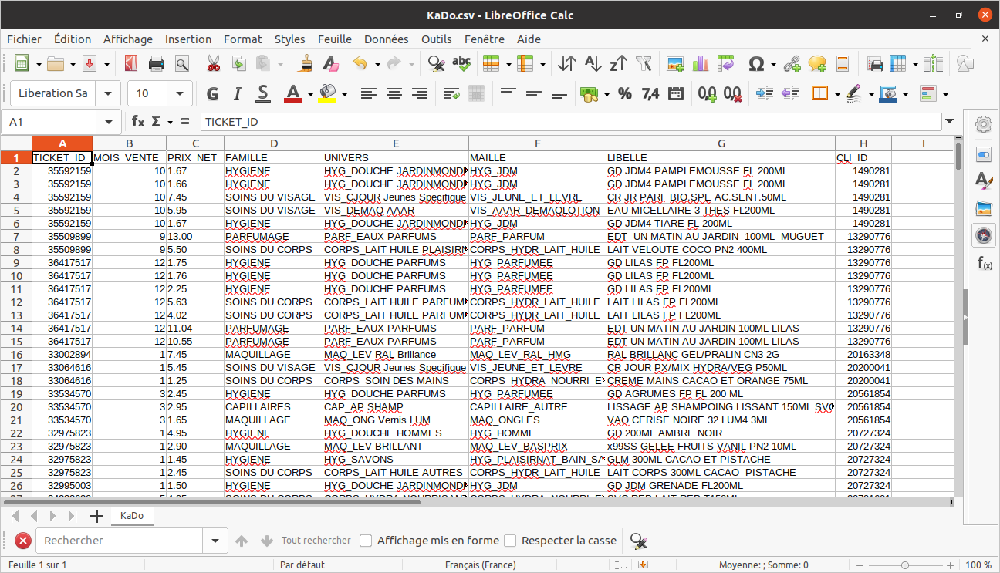 KaDo.csv - LibreOffice Calc
Fichier Édition Affichage Insertion Format Styles Feuille Données Outils Fenêtre Aide
abc
Liberation Sa 10 G I S A % 7,4 0,0 0,0
A1 fx Σ = TICKET_ID
A B C D E F G H I
1 TICKET_ID MOIS_VENTE PRIX_NET FAMILLE UNIVERS MAILLE LIBELLE CLI_ID
2 35592159 10 1.67 HYGIENE HYG_DOUCHE JARDINMOND HYG_JDM GD JDM4 PAMPLEMOUSSE FL 200ML 1490281
3 35592159 10 1.66 HYGIENE HYG_DOUCHE JARDINMOND HYG_JDM GD JDM4 PAMPLEMOUSSE FL 200ML 1490281
4 35592159 10 7.45 SOINS DU VISAGE VIS_CJOUR Jeunes Specifique VIS_JEUNE_ET_LEVRE CR JR PARF BIO.SPE AC.SENT.50ML 1490281
5 35592159 10 5.95 SOINS DU VISAGE VIS_DEMAQ AAAR VIS_AAAR_DEMAQLOTION EAU MICELLAIRE 3 THES FL200ML 1490281
6 35592159 10 1.67 HYGIENE HYG_DOUCHE JARDINMOND HYG_JDM GD JDM4 TIARE FL 200ML 1490281
7 35509899 9 13.00 PARFUMAGE PARF_EAUX PARFUMS PARF_PARFUM EDT  UN MATIN AU JARDIN  100ML  MUGUET 13290776
8 35509899 9 5.50 SOINS DU CORPS CORPS_LAIT HUILE PLAISIR CORPS_HYDR_LAIT_HUILE LAIT VELOUTE COCO PN2 400ML 13290776
9 36417517 12 1.75 HYGIENE HYG_DOUCHE PARFUMS HYG_PARFUMEE GD LILAS FP FL200ML 13290776
10 36417517 12 1.76 HYGIENE HYG_DOUCHE PARFUMS HYG_PARFUMEE GD LILAS FP FL200ML 13290776
11 36417517 12 2.25 HYGIENE HYG_DOUCHE PARFUMS HYG_PARFUMEE GD LILAS FP FL200ML 13290776
12 36417517 12 5.63 SOINS DU CORPS CORPS_LAIT HUILE PARFUM CORPS_HYDR_LAIT_HUILE LAIT LILAS FP FL200ML 13290776
13 36417517 12 4.02 SOINS DU CORPS CORPS_LAIT HUILE PARFUM CORPS_HYDR_LAIT_HUILE LAIT LILAS FP FL200ML 13290776
14 36417517 12 11.04 PARFUMAGE PARF_EAUX PARFUMS PARF_PARFUM EDT UN MATIN AU JARDIN 100ML LILAS 13290776
15 36417517 12 10.55 PARFUMAGE PARF_EAUX PARFUMS PARF_PARFUM EDT UN MATIN AU JARDIN 100ML LILAS 13290776
16 33002894 1 7.45 MAQUILLAGE MAQ_LEV RAL Brillance MAQ_LEV_RAL_HMG RAL BRILLANC GEL/PRALIN CN3 2G 20163348
17 33064616 1 5.45 SOINS DU VISAGE VIS_CJOUR Jeunes Specifique VIS_JEUNE_ET_LEVRE CR JOUR PX/MIX HYDRA/VEG P50ML 20200041
18 33064616 1 1.25 SOINS DU CORPS CORPS_SOIN DES MAINS CORPS_HYDRA_NOURRI_E CREME MAINS CACAO ET ORANGE 75ML 20200041
19 33534570 3 2.45 HYGIENE HYG_DOUCHE PARFUMS HYG_PARFUMEE GD AGRUMES FP FL 200 ML 20561854
20 33534570 3 2.95 CAPILLAIRES CAP_AP SHAMP CAPILLAIRE_AUTRE LISSAGE AP SHAMPOING LISSANT 150ML 20561854
21 33534570 3 1.65 MAQUILLAGE MAQ_ONG Vernis LUM MAQ_ONGLES VAO CERISE NOIRE 32 LUM4 3ML 20561854
22 32975823 1 4.95 HYGIENE HYG_DOUCHE HOMMES HYG_HOMME GD 200ML AMBRE NOIR 20727324
23 32975823 1 2.90 MAQUILLAGE MAQ_LEV BRILLANT MAQ_LEV_BASPRIX x99SS GELEE FRUITS VANIL PN2 10ML 20727324
24 32975823 1 1.45 HYGIENE HYG_SAVONS HYG_PLAISIRNAT_BAIN_SA GLM 300ML CACAO ET PISTACHE 20727324
25 32975823 1 2.45 SOINS DU CORPS CORPS_LAIT HUILE AUTRES CORPS_HYDR_LAIT_HUILE LAIT CORPS 300ML CACAO  PISTACHE 20727324
26 32995003 1 1.50 HYGIENE HYG_DOUCHE JARDINMOND HYG_JDM GD JDM GRENADE FL200ML 20727324
KaDo
Rechercher Tout rechercher Affichage mis en forme Respecter la casse
Feuille 1 sur 1 Par défaut Français (France) Moyenne: ; Somme: 0 100 %